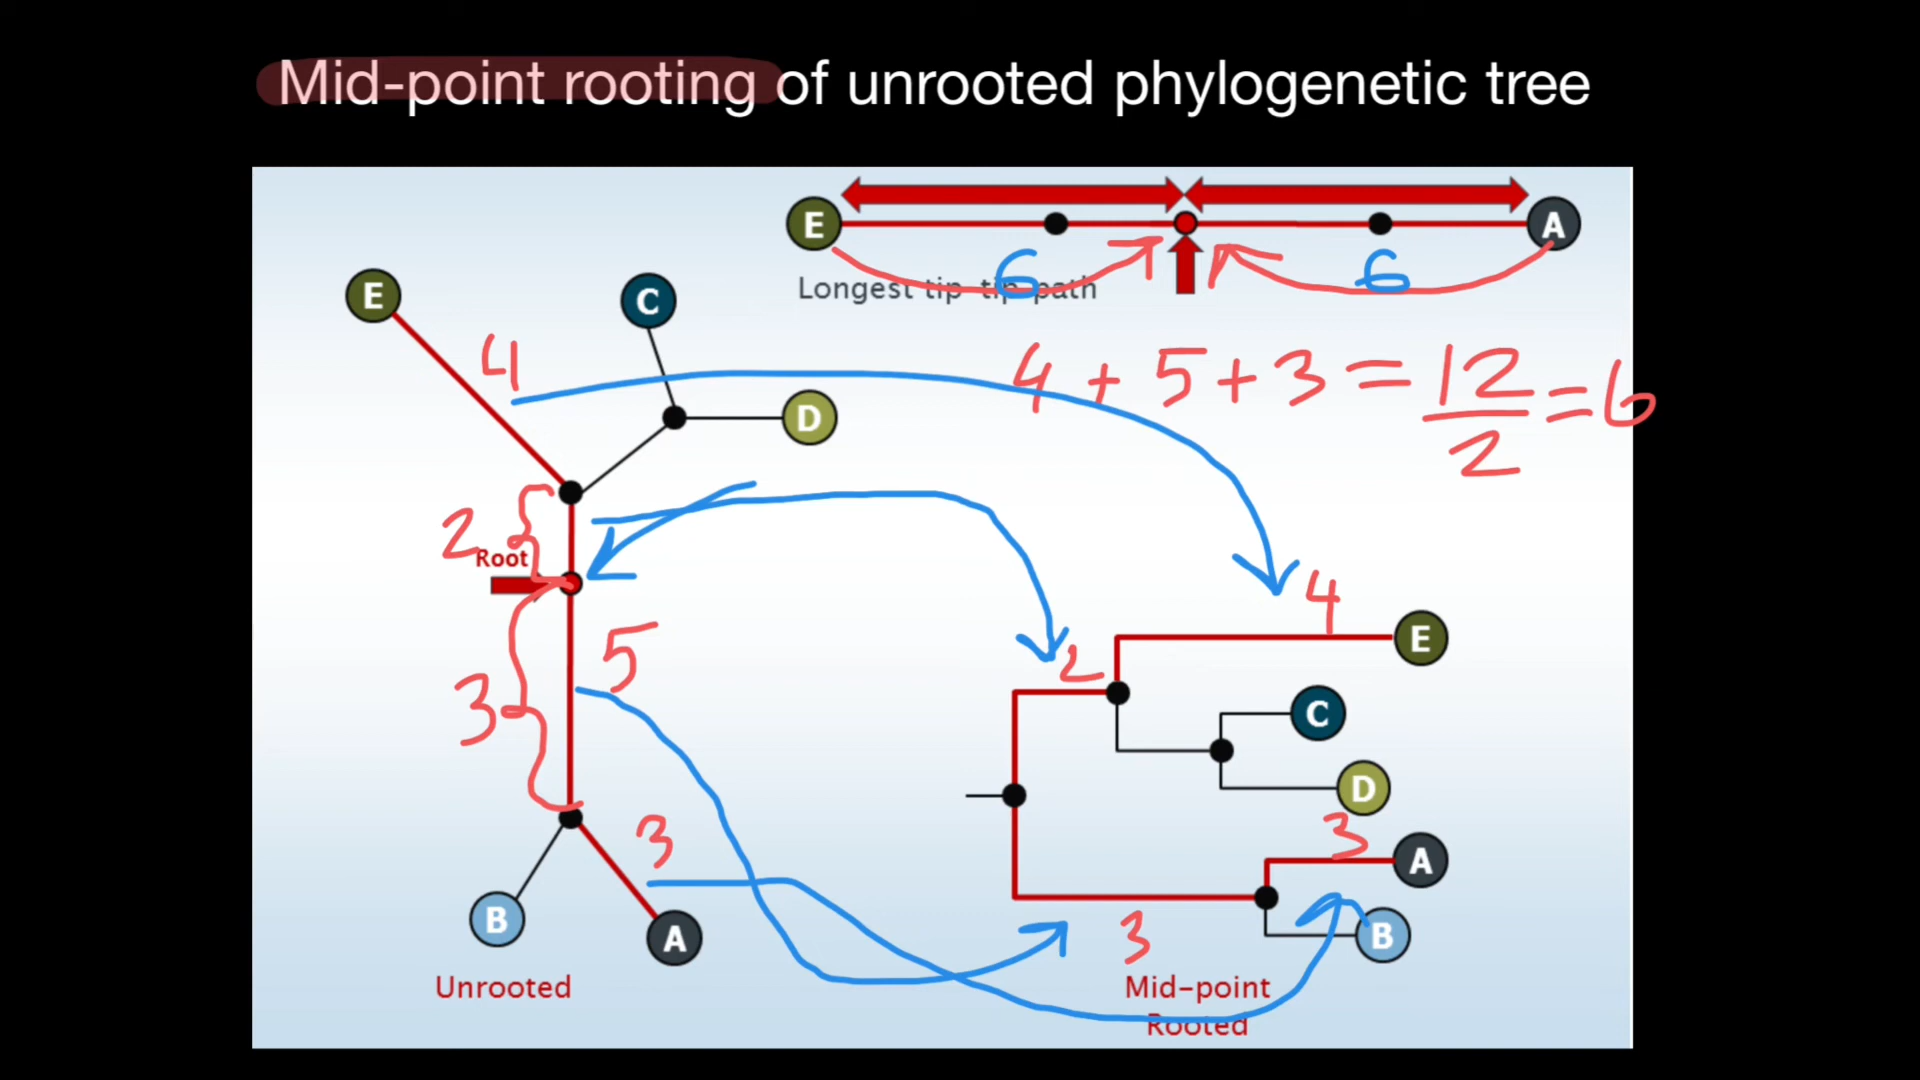 Mid-point rooting of unrooted phylogenetic tree
E A
6 6
Longest tip-tip path
E C
4
4 + 5 + 3 = 12/2 = 6
D
2
Root
5
4
E
2
3
C
D
3
3
A
B
A
B
3
Unrooted
Mid-point
Rooted